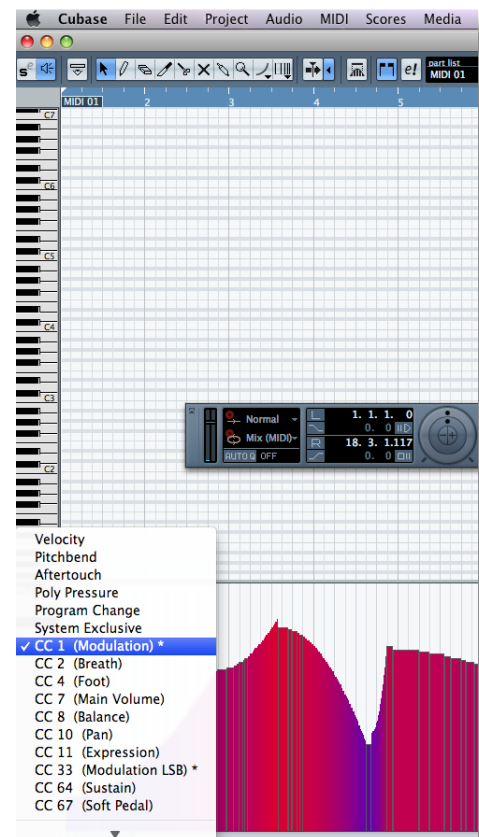 Cubase File Edit Project Audio MIDI Scores Media
e! part list
MIDI 01
MIDI 01 2 3 4 5
C7
C6
C5
C4
C3
Normal L 1. 1. 1. 0
0. 0
Mix (MIDI) R 18. 3. 1.117
AUTO Q OFF 0. 0
C2
Velocity
Pitchbend
Aftertouch
Poly Pressure
Program Change
System Exclusive
✓ CC 1 (Modulation) *
CC 2 (Breath)
CC 4 (Foot)
CC 7 (Main Volume)
CC 8 (Balance)
CC 10 (Pan)
CC 11 (Expression)
CC 33 (Modulation LSB) *
CC 64 (Sustain)
CC 67 (Soft Pedal)